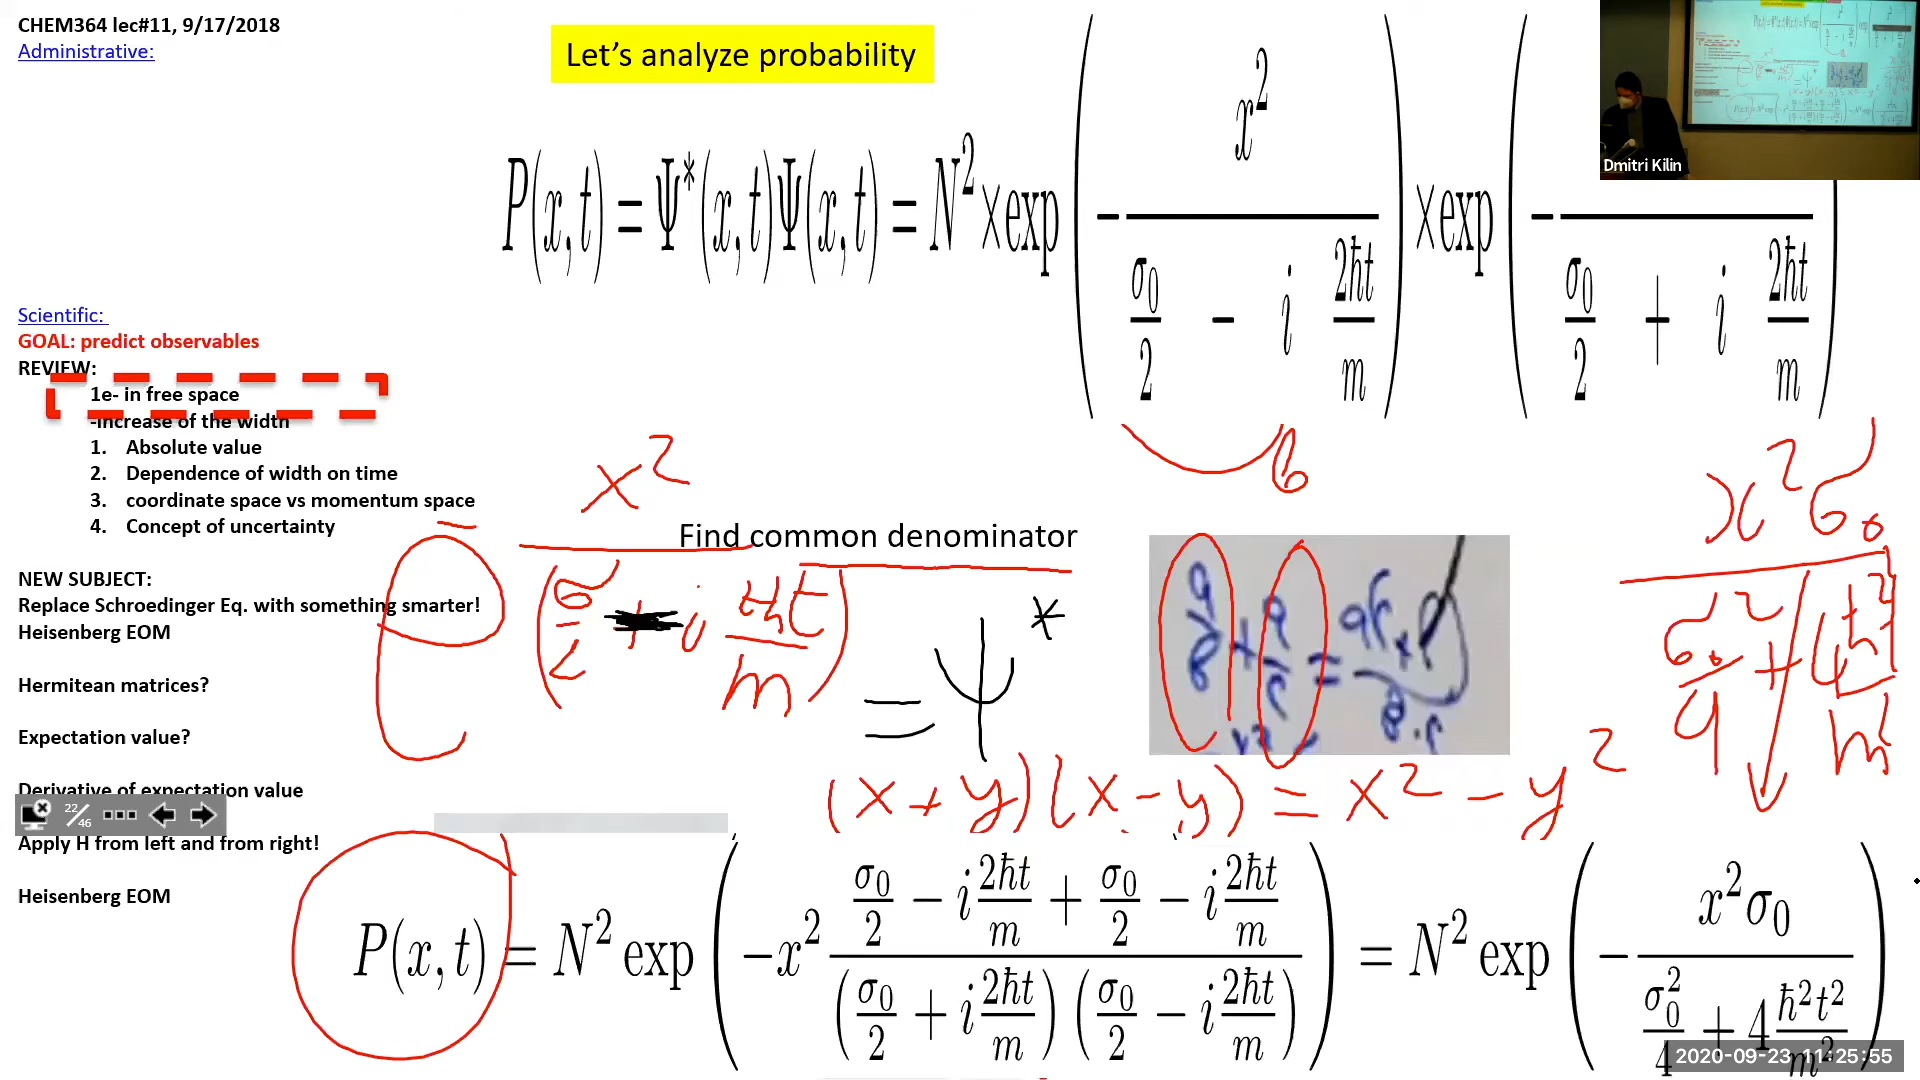 CHEM364 lec#11, 9/17/2018
Administrative:
Let's analyze probability
P(x,t) = Ψ*(x,t)Ψ(x,t) = N² × exp(− x² / (σ₀/2 − i 2ħt/m)) × exp(− / (σ₀/2 + i 2ħt/m))
Dmitri Kilin
Scientific:
GOAL: predict observables
REVIEW:
1e- in free space
-increase of the width
1. Absolute value
2. Dependence of width on time
3. coordinate space vs momentum space
4. Concept of uncertainty
NEW SUBJECT:
Replace Schroedinger Eq. with something smarter!
Heisenberg EOM
Hermitean matrices?
Expectation value?
Derivative of expectation value
22/46
Apply H from left and from right!
Heisenberg EOM
x²
Find common denominator
= Ψ*
x²σ₀
(x+y)(x-y) = x² - y²
P(x,t) = N² exp(−x² (σ₀/2 − i 2ħt/m + σ₀/2 − i 2ħt/m) / ((σ₀/2 + i 2ħt/m)(σ₀/2 − i 2ħt/m))) = N² exp(− x²σ₀ / (σ₀²/4 + 4 ħ²t²/m²))
2020-09-23 11:25:55